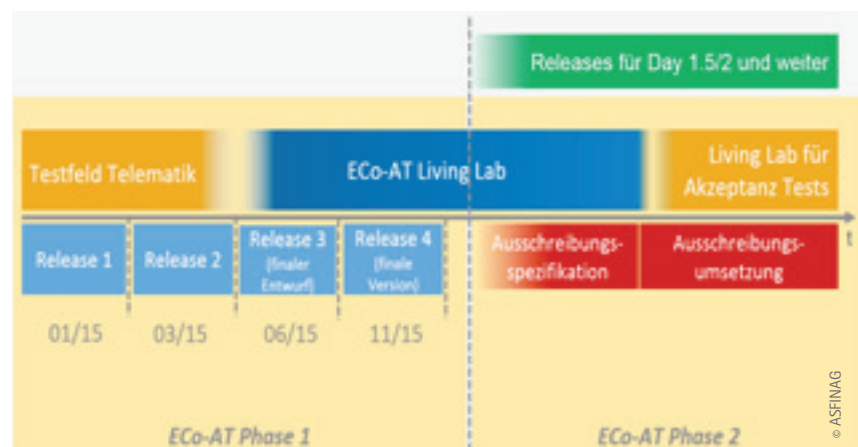 Releases für Day 1.5/2 und weiter
Testfeld Telematik
ECo-AT Living Lab
Living Lab für
Akzeptanz Tests
t
Release 1
Release 2
Release 3
(finaler
Entwurf)
Release 4
(finale
Version)
Ausschreibungs-
spezifikation
Ausschreibungs-
umsetzung
01/15
03/15
06/15
11/15
ECo-AT Phase 1
ECo-AT Phase 2
© ASFINAG